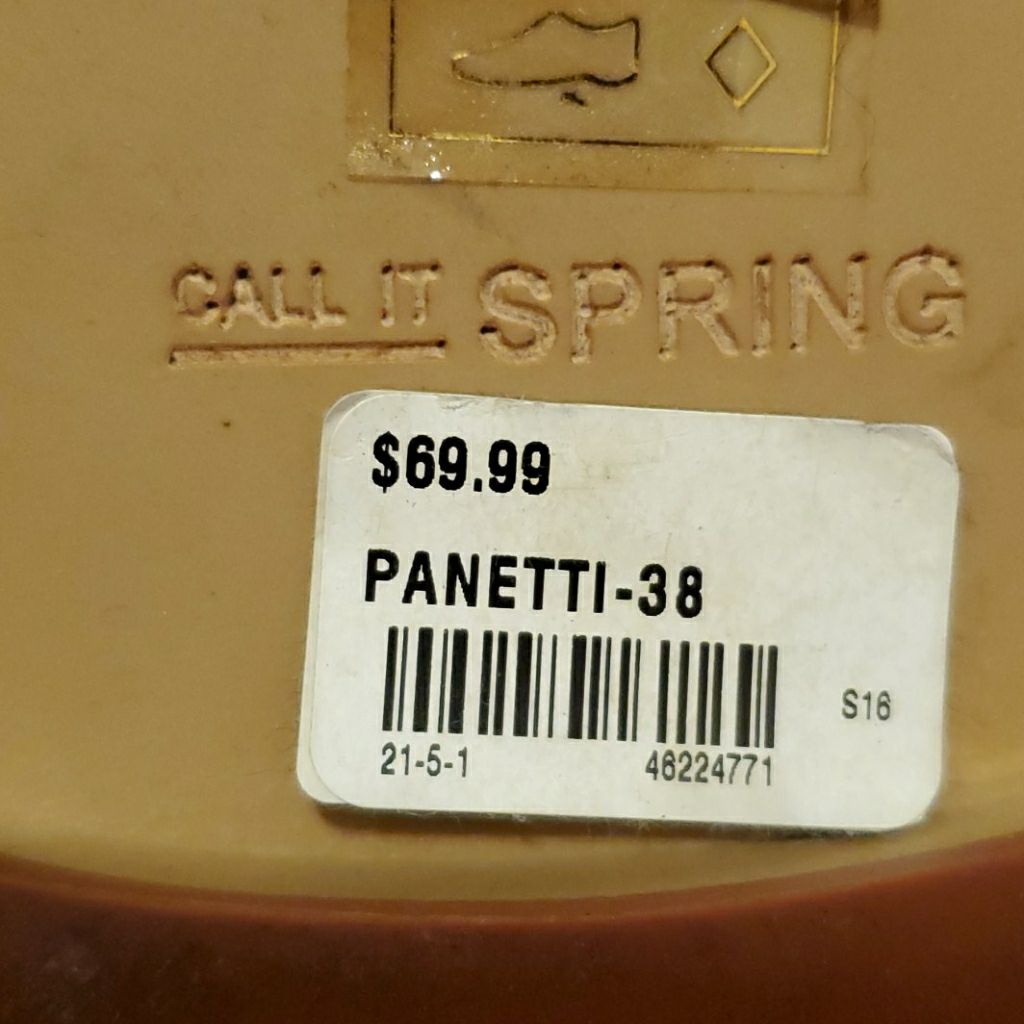 CALL IT SPRING
$69.99
PANETTI-38
S16
21-5-1 46224771